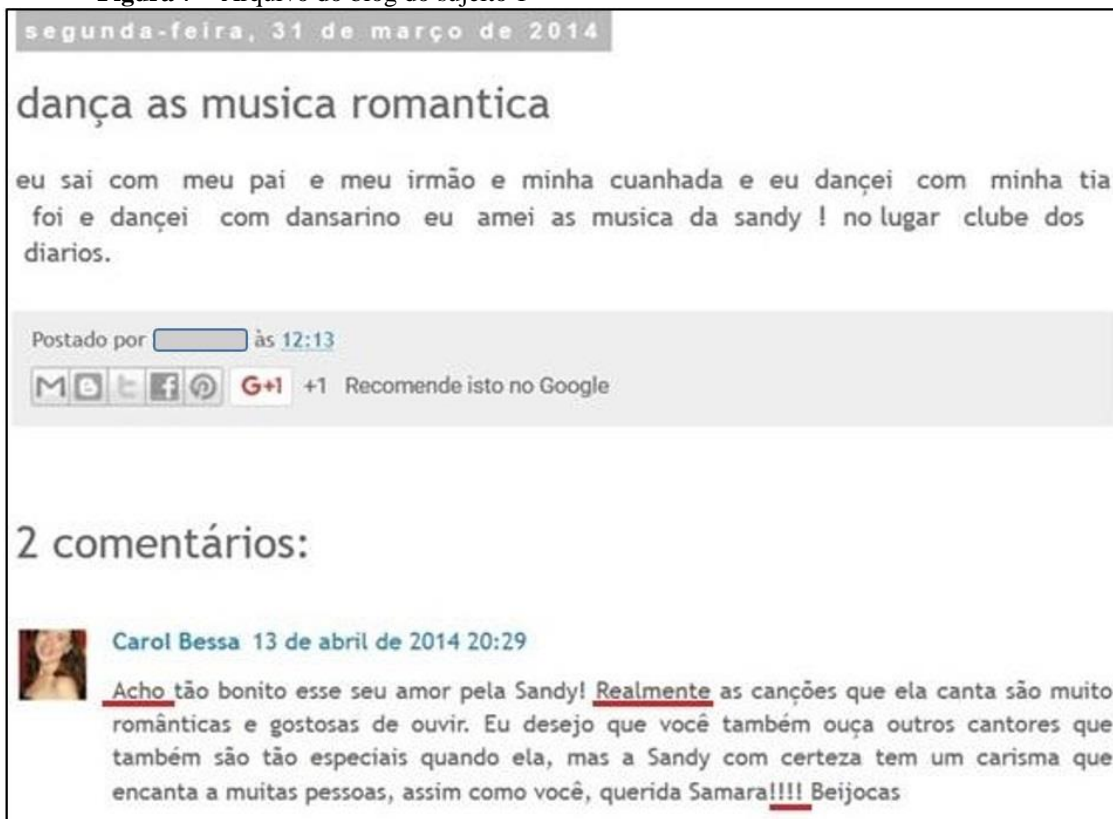 segunda-feira, 31 de março de 2014
dança as musica romantica
eu sai com meu pai e meu irmão e minha cuanhada e eu dançei com minha tia
foi e dançei com dansarino eu amei as musica da sandy ! no lugar clube dos
diarios.
Postado por às 12:13
G+1 +1 Recomende isto no Google
2 comentários:
Carol Bessa 13 de abril de 2014 20:29
Acho tão bonito esse seu amor pela Sandy! Realmente as canções que ela canta são muito
românticas e gostosas de ouvir. Eu desejo que você também ouça outros cantores que
também são tão especiais quando ela, mas a Sandy com certeza tem um carisma que
encanta a muitas pessoas, assim como você, querida Samara!!!! Beijocas